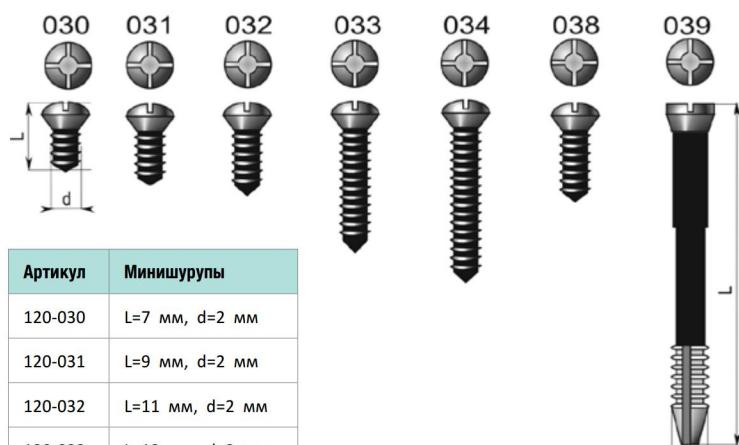 030 031 032 033 034 038 039
L
d
L
Артикул Минишурупы
120-030 L=7 мм, d=2 мм
120-031 L=9 мм, d=2 мм
120-032 L=11 мм, d=2 мм